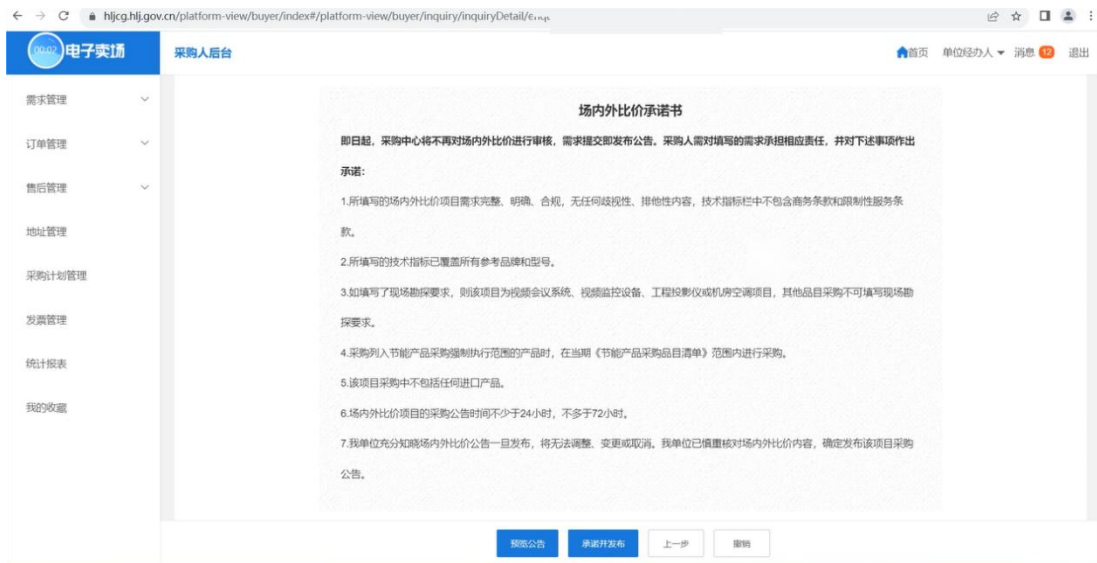 hljcg.hlj.gov.cn/platform-view/buyer/index#/platform-view/buyer/inquiry/inquiryDetail/
00:02 电子卖场
采购人后台
首页 单位经办人 消息 12 退出
需求管理
订单管理
售后管理
地址管理
采购计划管理
发票管理
统计报表
我的收藏
场内外比价承诺书
即日起，采购中心将不再对场内外比价进行审核，需求提交即发布公告。采购人需对填写的需求承担相应责任，并对下述事项作出
承诺：
1.所填写的场内外比价项目需求完整、明确、合规，无任何歧视性、排他性内容，技术指标栏中不包含商务条款和限制性服务条
款。
2.所填写的技术指标已覆盖所有参考品牌和型号。
3.如填写了现场勘探要求，则该项目为视频会议系统、视频监控设备、工程投影仪或机房空调项目，其他品目采购不可填写现场勘
探要求。
4.采购列入节能产品采购强制执行范围的产品时，在当期《节能产品采购品目清单》范围内进行采购。
5.该项目采购中不包括任何进口产品。
6.场内外比价项目的采购公告时间不少于24小时，不多于72小时。
7.我单位充分知晓场内外比价公告一旦发布，将无法调整、变更或取消。我单位已慎重核对场内外比价内容，确定发布该项目采购
公告。
预览公告 承诺并发布 上一步 撤销